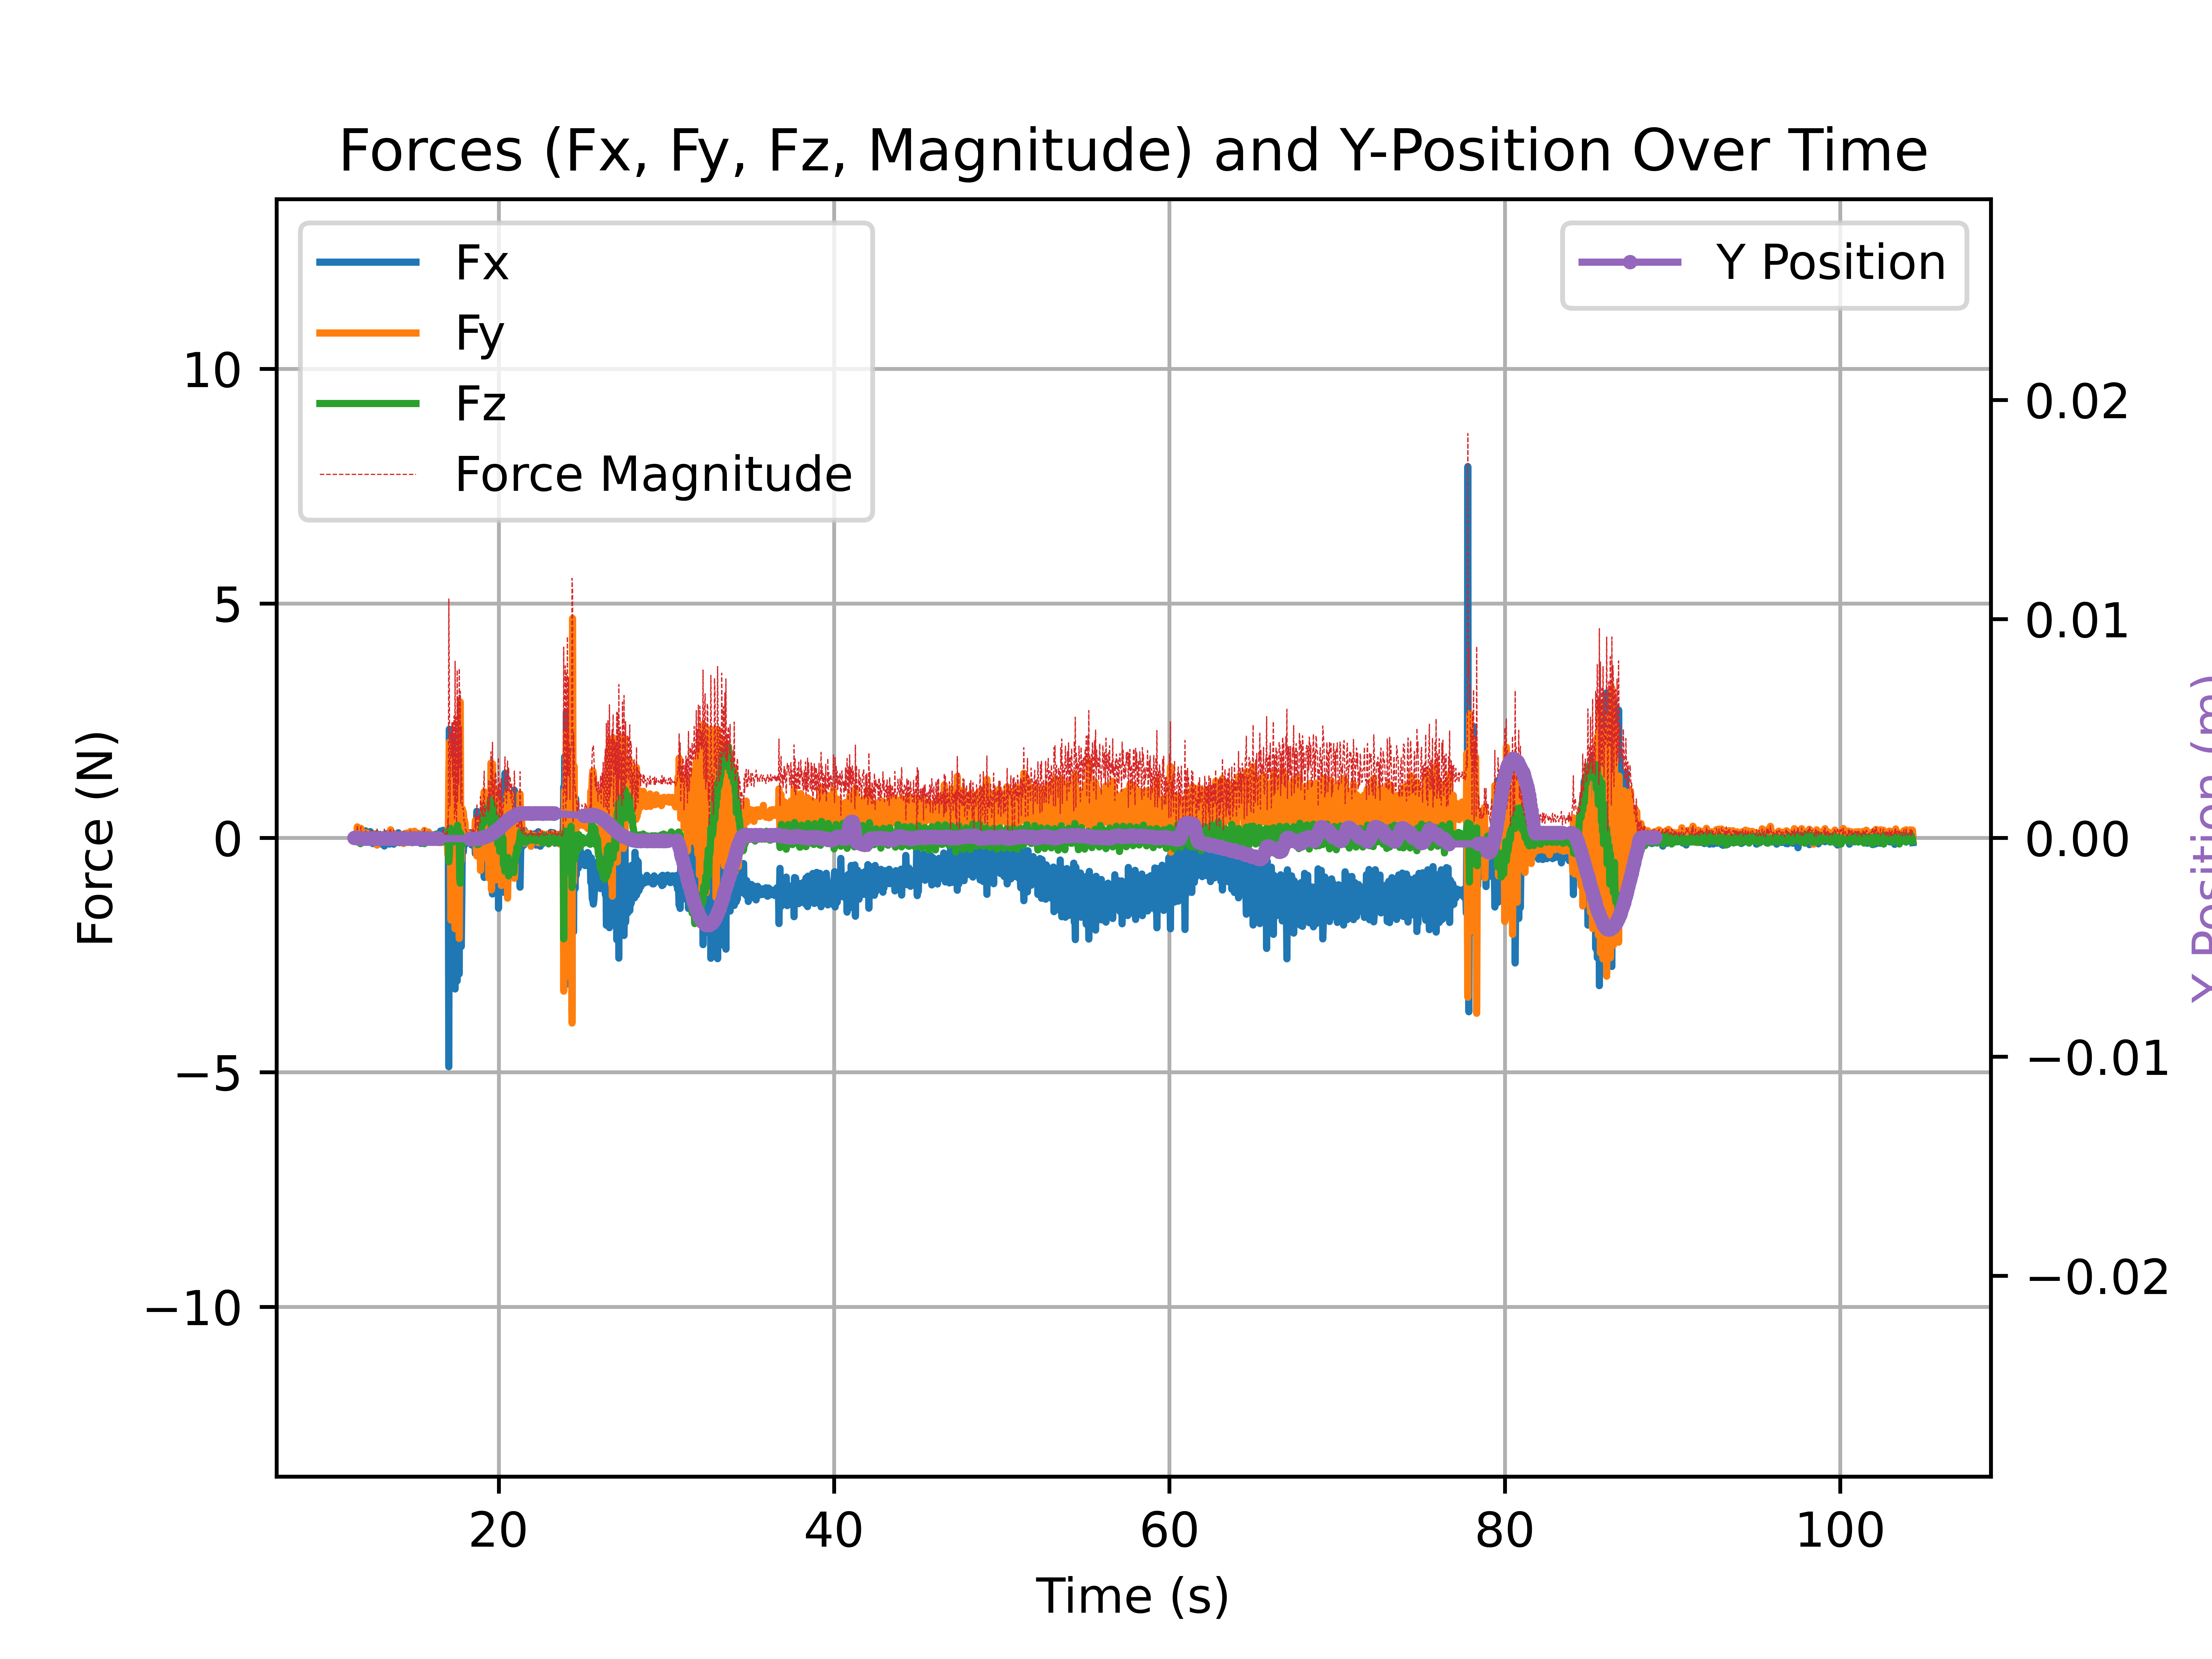 Forces (Fx, Fy, Fz, Magnitude) and Y-Position Over Time
Fx
Fy
Fz
Force Magnitude
Y Position
10
5
0
−5
−10
Force (N)
0.02
0.01
0.00
−0.01
−0.02
Y Position (m)
20
40
60
80
100
Time (s)